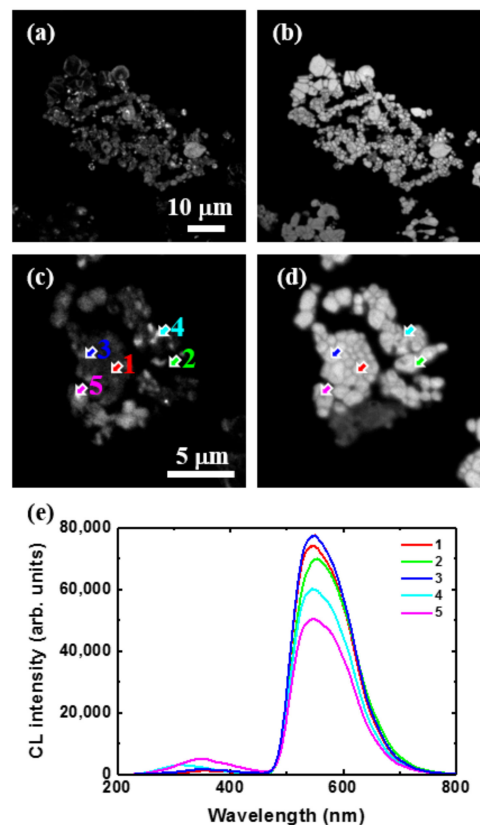 (a)
(b)
10 μm
(c)
(d)
3
4
1
2
5
5 μm
(e)
CL intensity (arb. units)
80,000
60,000
40,000
20,000
0
200
400
600
800
Wavelength (nm)
1
2
3
4
5